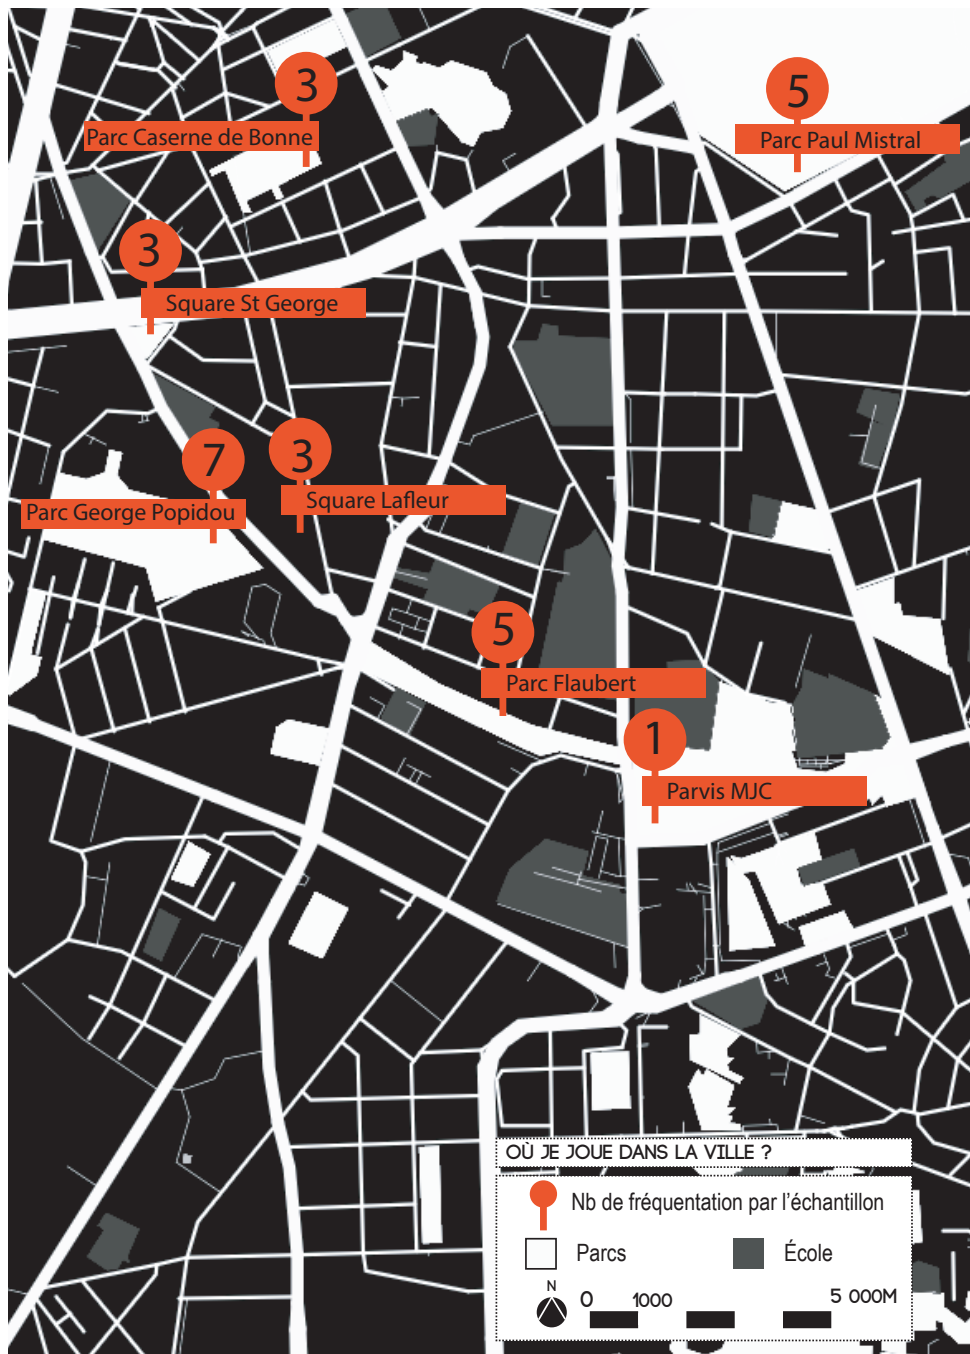 3
Parc Caserne de Bonne
5
Parc Paul Mistral
3
Square St George
7
Parc George Popidou
3
Square Lafleur
5
Parc Flaubert
1
Parvis MJC
OÙ JE JOUE DANS LA VILLE ?
Nb de fréquentation par l'échantillon
Parcs
École
N
0 1000 5 000M